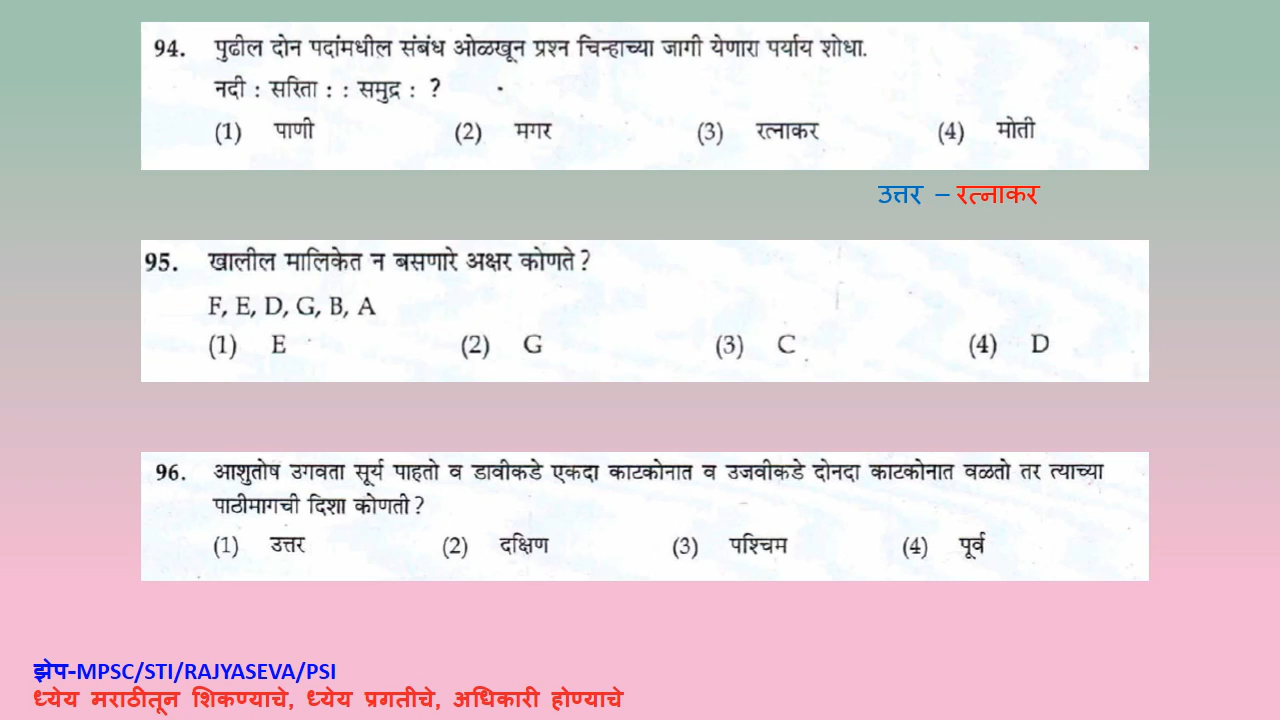 94. पुढील दोन पदांमधील संबंध ओळखून प्रश्न चिन्हाच्या जागी येणारा पर्याय शोधा.
नदी : सरिता : : समुद्र : ?
(1) पाणी (2) मगर (3) रत्नाकर (4) मोती
उत्तर – रत्नाकर
95. खालील मालिकेत न बसणारे अक्षर कोणते ?
F, E, D, G, B, A
(1) E (2) G (3) C (4) D
96. आशुतोष उगवता सूर्य पाहतो व डावीकडे एकदा काटकोनात व उजवीकडे दोनदा काटकोनात वळतो तर त्याच्या
पाठीमागची दिशा कोणती ?
(1) उत्तर (2) दक्षिण (3) पश्चिम (4) पूर्व
झेप-MPSC/STI/RAJYASEVA/PSI
ध्येय मराठीतून शिकण्याचे, ध्येय प्रगतीचे, अधिकारी होण्याचे